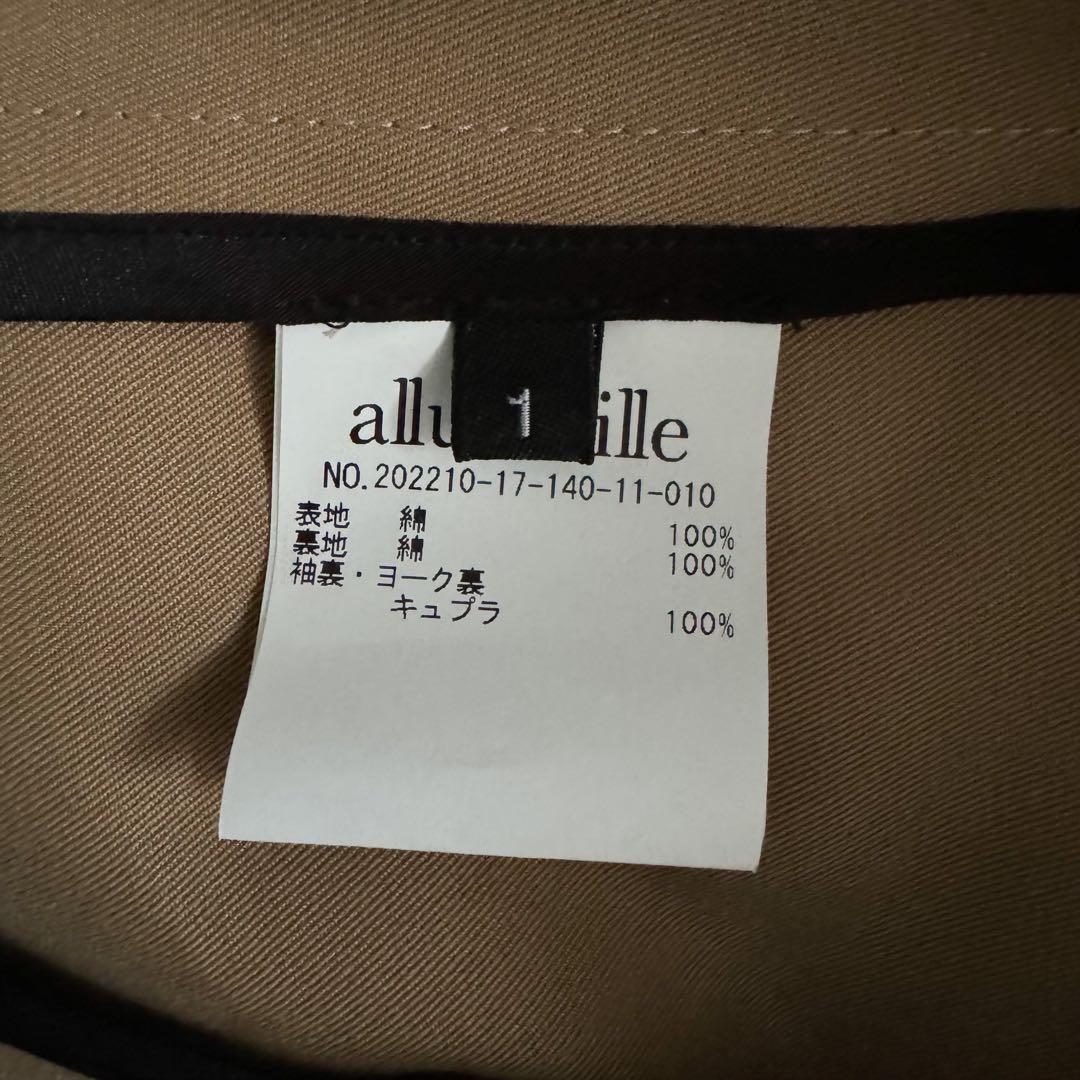 allu ille
1
NO.202210-17-140-11-010
表地 綿 100%
裏地 綿 100%
袖裏・ヨーク裏
キュプラ 100%